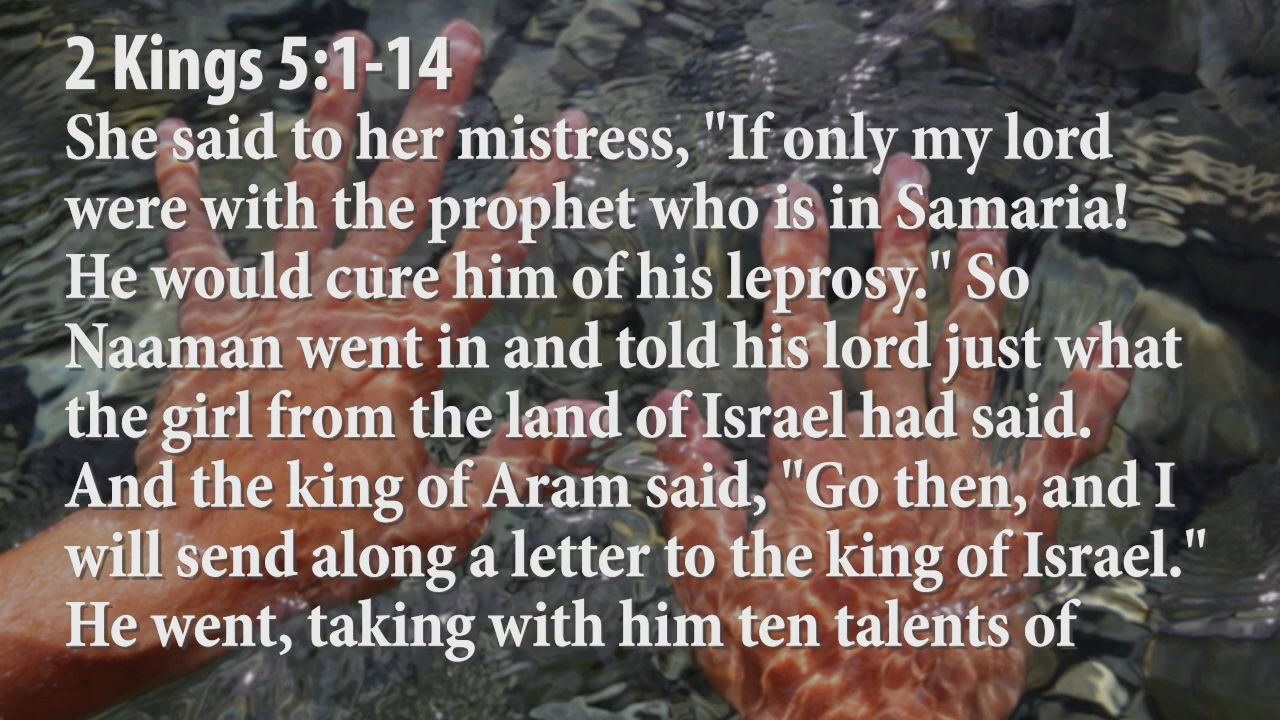 2 Kings 5:1-14
She said to her mistress, "If only my lord
were with the prophet who is in Samaria!
He would cure him of his leprosy." So
Naaman went in and told his lord just what
the girl from the land of Israel had said.
And the king of Aram said, "Go then, and I
will send along a letter to the king of Israel."
He went, taking with him ten talents of